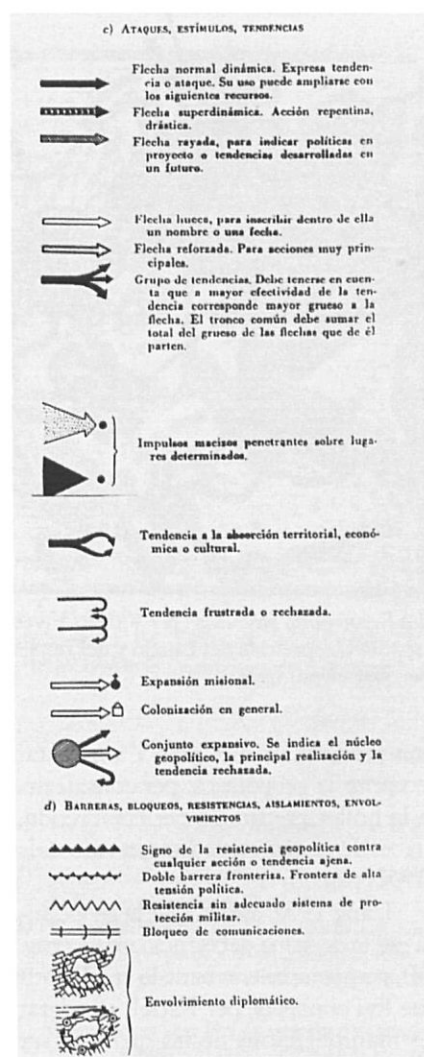 c) ATAQUES, ESTÍMULOS, TENDENCIAS
Flecha normal dinámica. Expresa tenden-
cia o ataque. Su uso puede ampliarse con
los siguientes recursos.
Flecha superdinámica. Acción repentina,
drástica.
Flecha rayada, para indicar políticas en
proyecto o tendencias desarrolladas en
un futuro.
Flecha hueca, para inscribir dentro de ella
un nombre o una fecha.
Flecha reforzada. Para acciones muy prin-
cipales.
Grupo de tendencias. Debe tenerse en cuen-
ta que a mayor efectividad de la ten-
dencia corresponde mayor grueso a la
flecha. El tronco común debe sumar el
total del grueso de las flechas que de él
parten.
Impulsos macisos penetrantes sobre luga-
res determinados.
Tendencia a la absorción territorial, econó-
mica o cultural.
Tendencia frustrada o rechazada.
Expansión misional.
Colonización en general.
Conjunto expansivo. Se indica el núcleo
geopolítico, la principal realización y la
tendencia rechazada.
d) BARRERAS, BLOQUEOS, RESISTENCIAS, AISLAMIENTOS, ENVOL-
VIMIENTOS
Signo de la resistencia geopolítica contra
cualquier acción o tendencia ajena.
Doble barrera fronteriza. Frontera de alta
tensión política.
Resistencia sin adecuado sistema de pro-
tección militar.
Bloqueo de comunicaciones.
Envolvimiento diplomático.